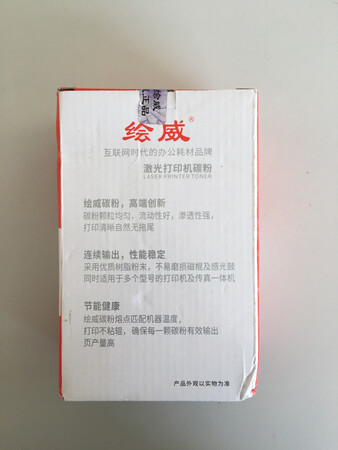 绘威
正品
绘威®
互联网时代的办公耗材品牌
激光打印机碳粉
LASER PRINTER TONER
绘威碳粉，高端创新
碳粉颗粒均匀，流动性好，渗透性强，
打印清晰自然无拖尾
连续输出，性能稳定
采用优质树脂粉末，不易磨损磁棍及感光鼓
同时适用于多个型号的打印机及传真一体机
节能健康
绘威碳粉熔点匹配机器温度，
打印不粘辊，确保每一颗碳粉有效输出
页产量高
产品外观以实物为准